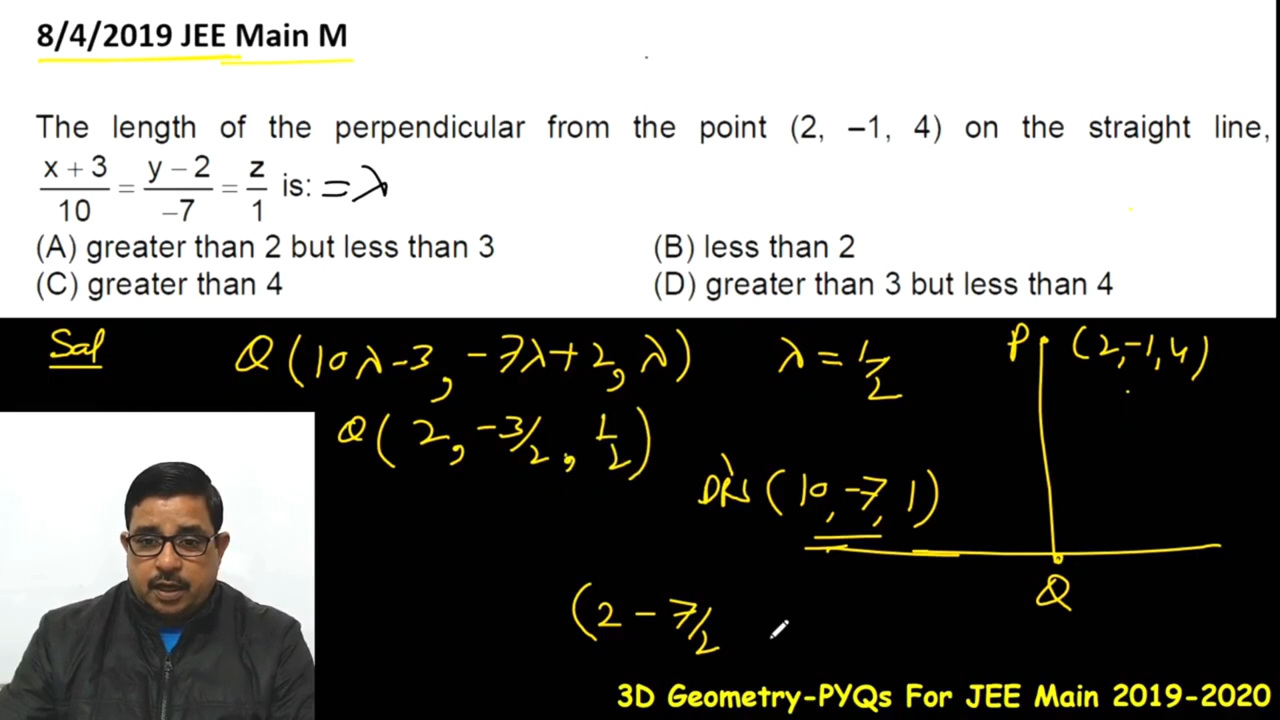 8/4/2019 JEE Main M
The length of the perpendicular from the point (2, –1, 4) on the straight line,
x + 3 / 10 = y – 2 / –7 = z / 1 is: = λ
(A) greater than 2 but less than 3 (B) less than 2
(C) greater than 4 (D) greater than 3 but less than 4
Sol Q(10λ-3, -7λ+2, λ) λ = 1/2 P (2,-1,4)
Q(2, -3/2, 1/2)
DR's (10, -7, 1)
Q
(2 - 7/2
3D Geometry-PYQs For JEE Main 2019-2020